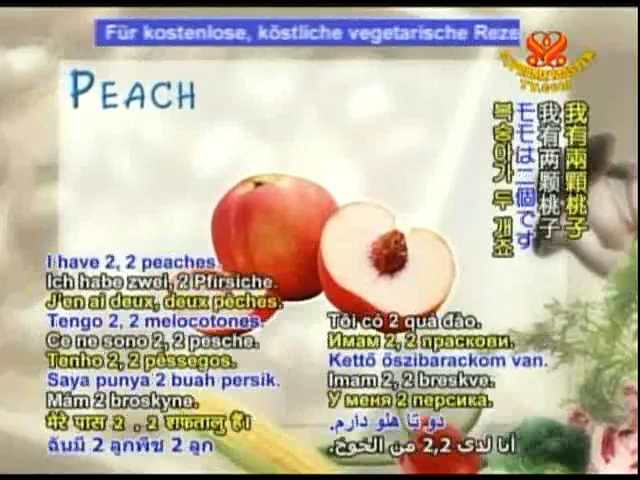 Für kostenlose, köstliche vegetarische Reze
SUPREME MASTER
TV.com
PEACH
我有兩顆桃子
我有两颗桃子
モモは二個です
복숭아가 두 개죠
I have 2, 2 peaches.
Ich habe zwei, 2 Pfirsiche.
J'en ai deux, deux pêches.
Tengo 2, 2 melocotones.
Ce ne sono 2, 2 pesche.
Tenho 2, 2 pêssegos.
Saya punya 2 buah persik.
Mám 2 broskyne.
मेरे पास 2 , 2 शफतालु हैं।
ฉันมี 2 ลูกพีช 2 ลูก
Tôi có 2 quả đào.
Имам 2, 2 праскови.
Kettő őszibarackom van.
Imam 2, 2 breskve.
У меня 2 персика.
دو تا هلو دارم.
أنا لدى 2,2 من الخوخ.